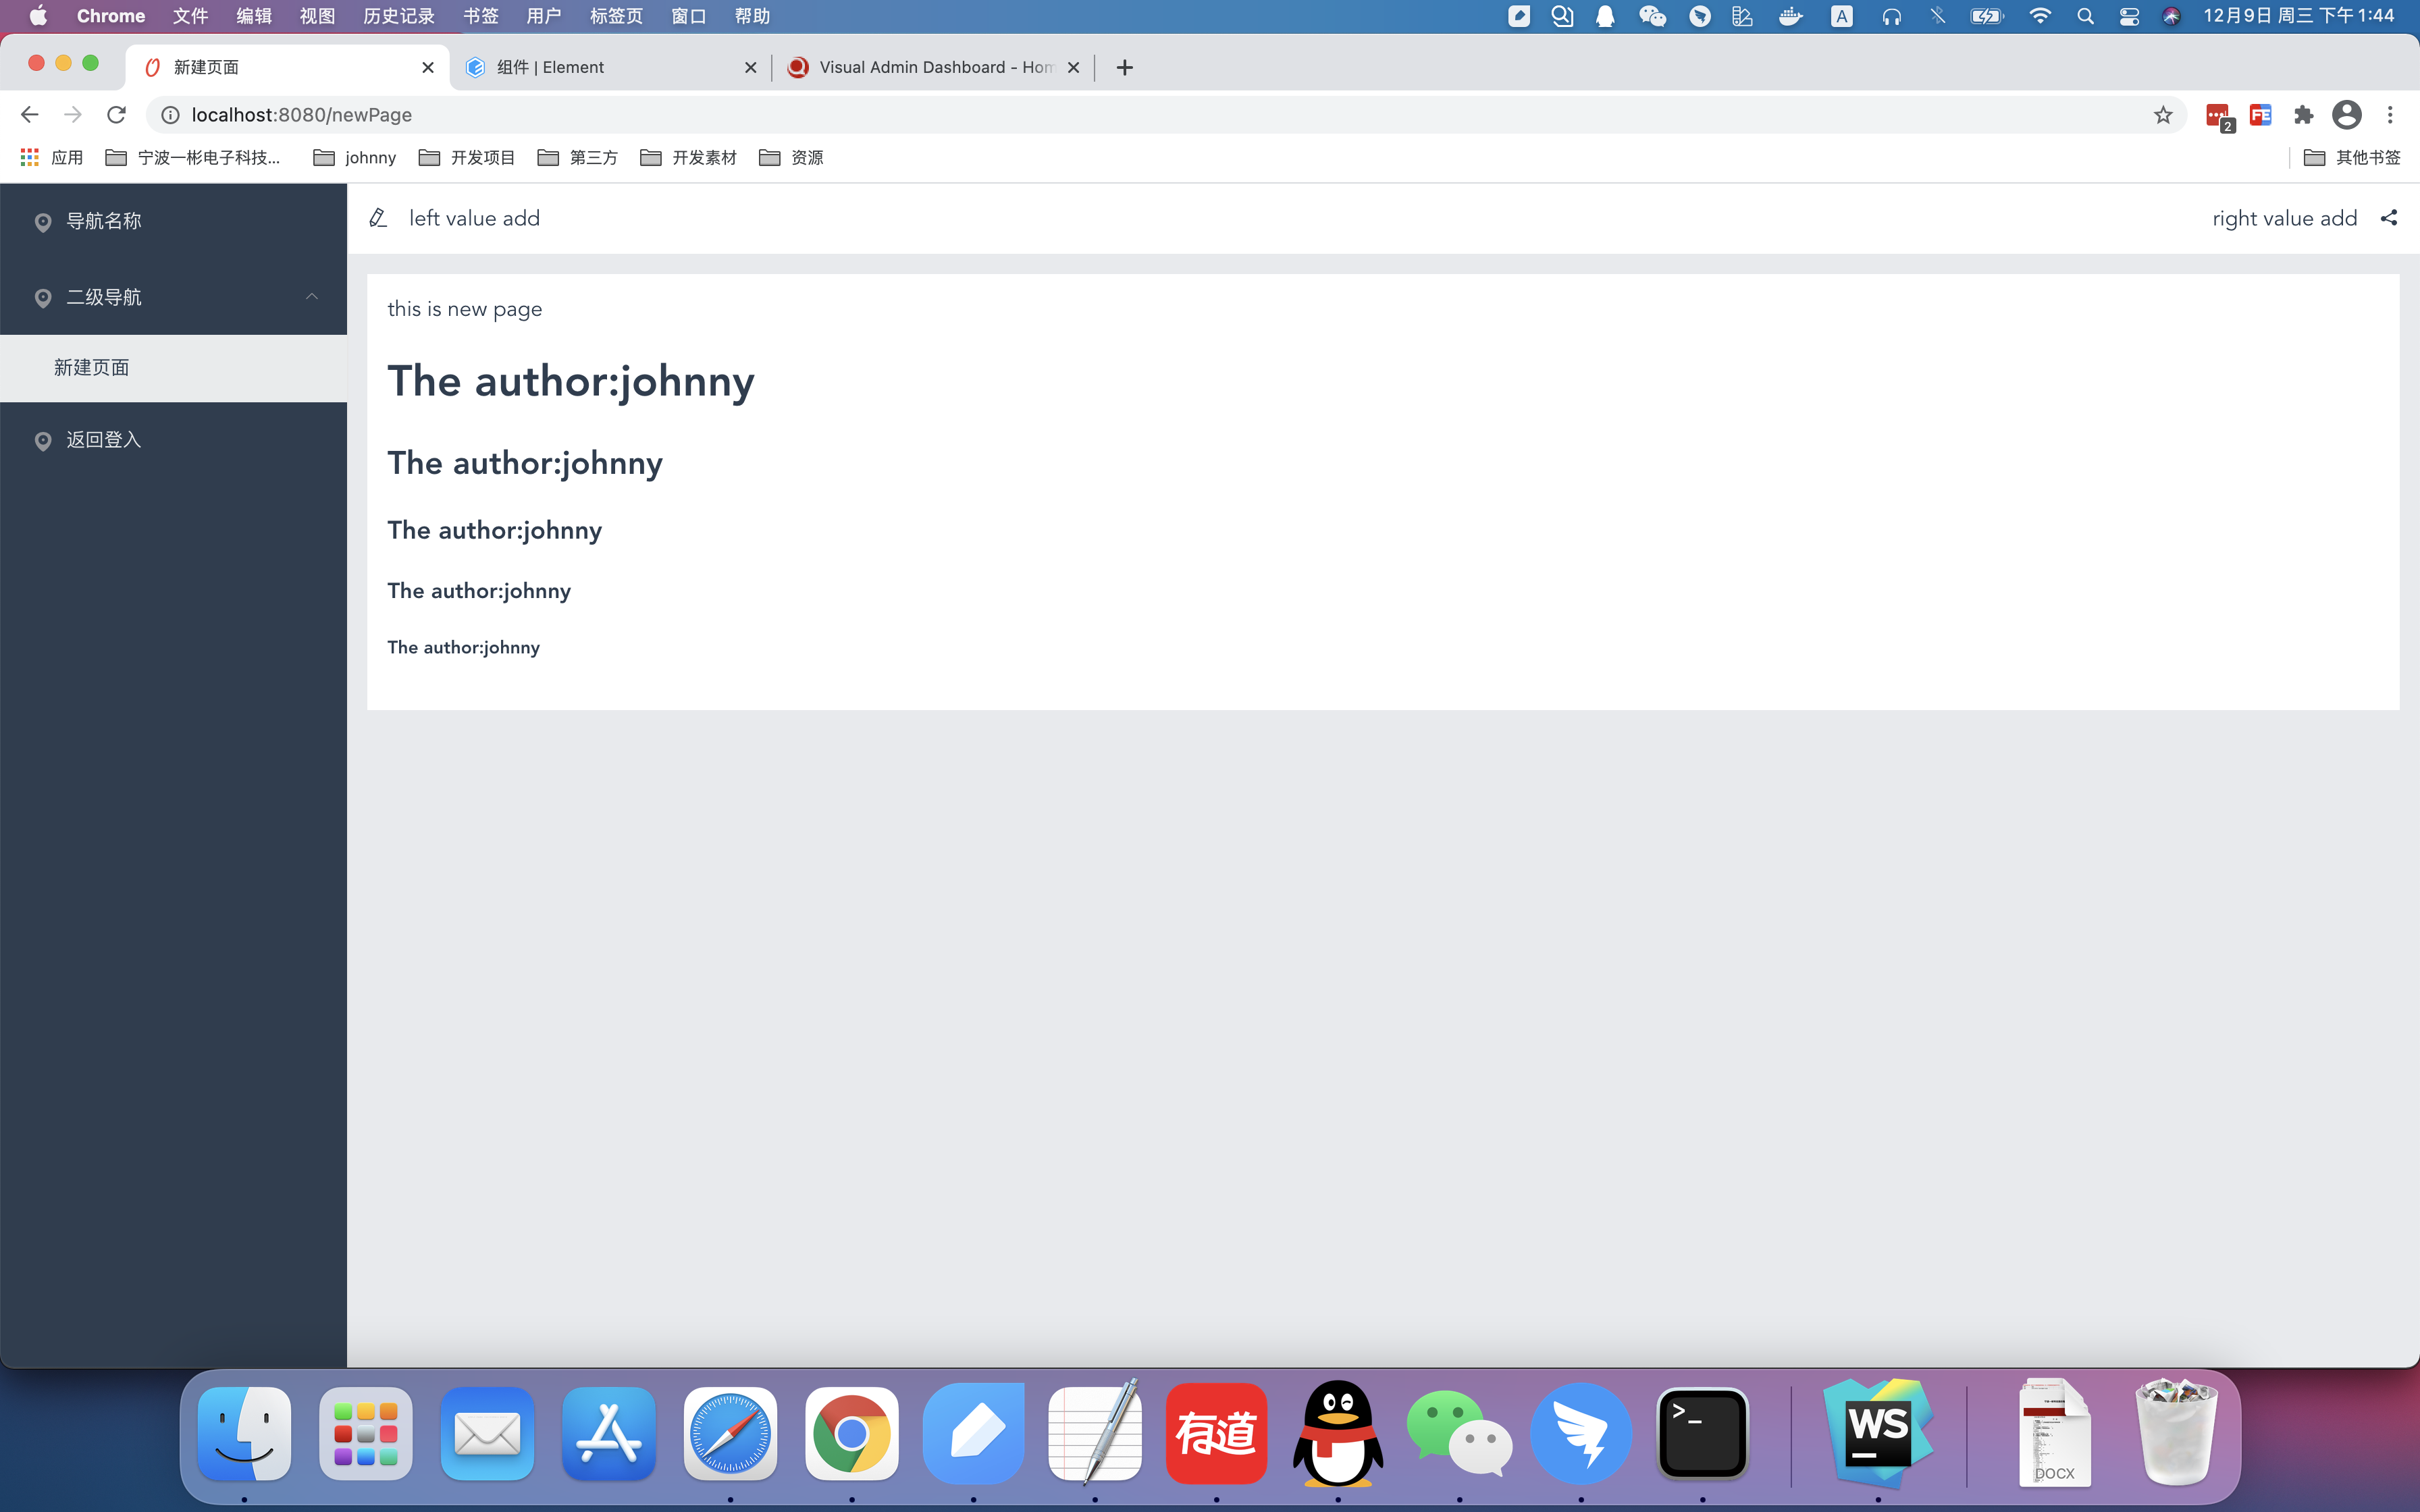 Chrome 文件 编辑 视图 历史记录 书签 用户 标签页 窗口 帮助 A 12月9日 周三 下午1:44
新建页面 组件 | Element Visual Admin Dashboard - Hom
localhost:8080/newPage 2 FE
应用 宁波一彬电子科技... johnny 开发项目 第三方 开发素材 资源 其他书签
导航名称
二级导航
新建页面
返回登入
left value add
right value add
this is new page
The author:johnny
The author:johnny
The author:johnny
The author:johnny
The author:johnny
有道
>_
WS
DOCX